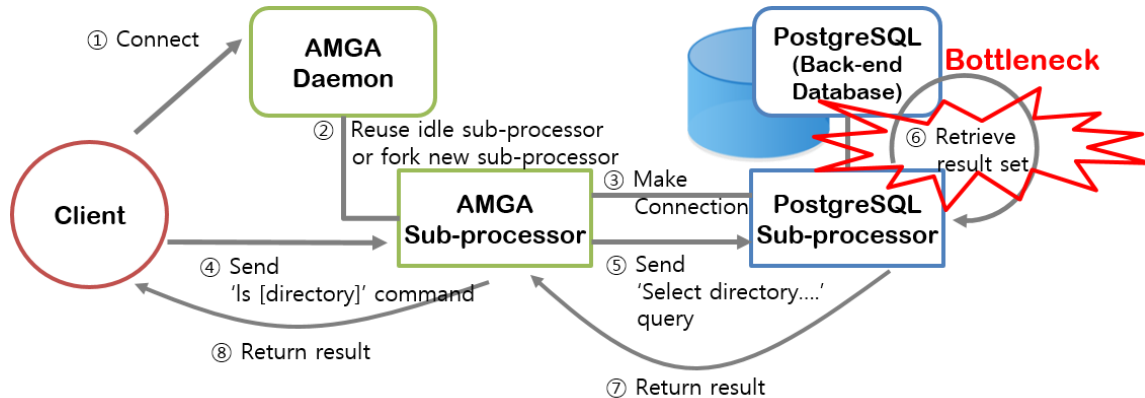 ① Connect
AMGA
Daemon
PostgreSQL
(Back-end
Database)
Bottleneck
② Reuse idle sub-processor
or fork new sub-processor
⑥ Retrieve
result set
Client
③ Make
Connection
AMGA
Sub-processor
PostgreSQL
Sub-processor
④ Send
'ls [directory]' command
⑤ Send
'Select directory....'
query
⑧ Return result
⑦ Return result